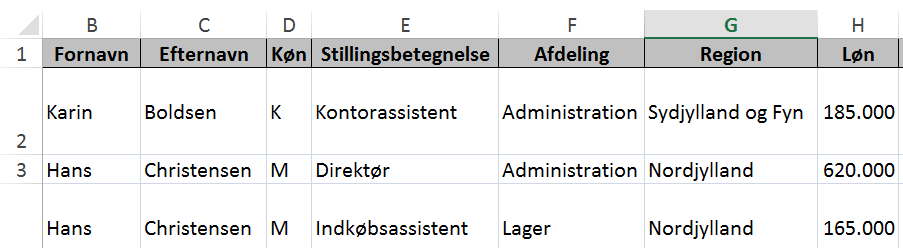 B C D E F G H
1 Fornavn Efternavn Køn Stillingsbetegnelse Afdeling Region Løn
2 Karin Boldsen K Kontorassistent Administration Sydjylland og Fyn 185.000
3 Hans Christensen M Direktør Administration Nordjylland 620.000
Hans Christensen M Indkøbsassistent Lager Nordjylland 165.000